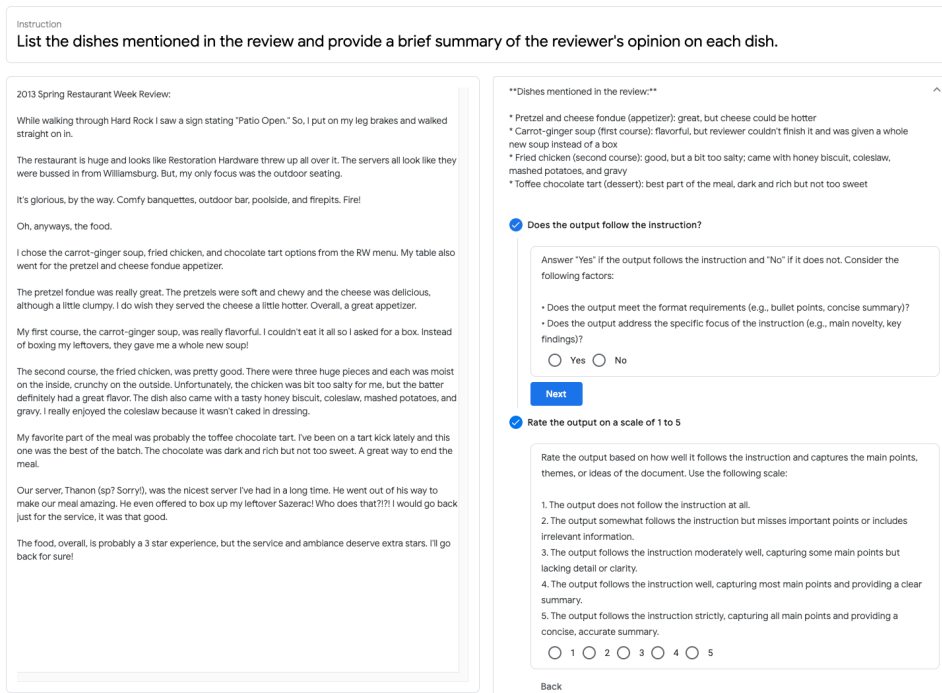 Instruction
List the dishes mentioned in the review and provide a brief summary of the reviewer's opinion on each dish.
2013 Spring Restaurant Week Review:
While walking through Hard Rock I saw a sign stating "Patio Open." So, I put on my leg brakes and walked
straight on in.
The restaurant is huge and looks like Restoration Hardware threw up all over it. The servers all look like they
were bussed in from Williamsburg. But, my only focus was the outdoor seating.
It's glorious, by the way. Comfy banquettes, outdoor bar, poolside, and firepits. Fire!
Oh, anyways, the food.
I chose the carrot-ginger soup, fried chicken, and chocolate tart options from the RW menu. My table also
went for the pretzel and cheese fondue appetizer.
The pretzel fondue was really great. The pretzels were soft and chewy and the cheese was delicious,
although a little clumpy. I do wish they served the cheese a little hotter. Overall, a great appetizer.
My first course, the carrot-ginger soup, was really flavorful. I couldn't eat it all so I asked for a box. Instead
of boxing my leftovers, they gave me a whole new soup!
The second course, the fried chicken, was pretty good. There were three huge pieces and each was moist
on the inside, crunchy on the outside. Unfortunately, the chicken was bit too salty for me, but the batter
definitely had a great flavor. The dish also came with a tasty honey biscuit, coleslaw, mashed potatoes, and
gravy. I really enjoyed the coleslaw because it wasn't caked in dressing.
My favorite part of the meal was probably the toffee chocolate tart. I've been on a tart kick lately and this
one was the best of the batch. The chocolate was dark and rich but not too sweet. A great way to end the
meal.
Our server, Thanon (sp? Sorry!), was the nicest server I've had in a long time. He went out of his way to
make our meal amazing. He even offered to box up my leftover Sazerac! Who does that?!?! I would go back
just for the service, it was that good.
The food, overall, is probably a 3 star experience, but the service and ambiance deserve extra stars. I'll go
back for sure!
**Dishes mentioned in the review:**
* Pretzel and cheese fondue (appetizer): great, but cheese could be hotter
* Carrot-ginger soup (first course): flavorful, but reviewer couldn't finish it and was given a whole
new soup instead of a box
* Fried chicken (second course): good, but a bit too salty; came with honey biscuit, coleslaw,
mashed potatoes, and gravy
* Toffee chocolate tart (dessert): best part of the meal, dark and rich but not too sweet
Does the output follow the instruction?
Answer "Yes" if the output follows the instruction and "No" if it does not. Consider the
following factors:
• Does the output meet the format requirements (e.g., bullet points, concise summary)?
• Does the output address the specific focus of the instruction (e.g., main novelty, key
findings)?
Yes No
Next
Rate the output on a scale of 1 to 5
Rate the output based on how well it follows the instruction and captures the main points,
themes, or ideas of the document. Use the following scale:
1. The output does not follow the instruction at all.
2. The output somewhat follows the instruction but misses important points or includes
irrelevant information.
3. The output follows the instruction moderately well, capturing some main points but
lacking detail or clarity.
4. The output follows the instruction well, capturing most main points and providing a clear
summary.
5. The output follows the instruction strictly, capturing all main points and providing a
concise, accurate summary.
1 2 3 4 5
Back